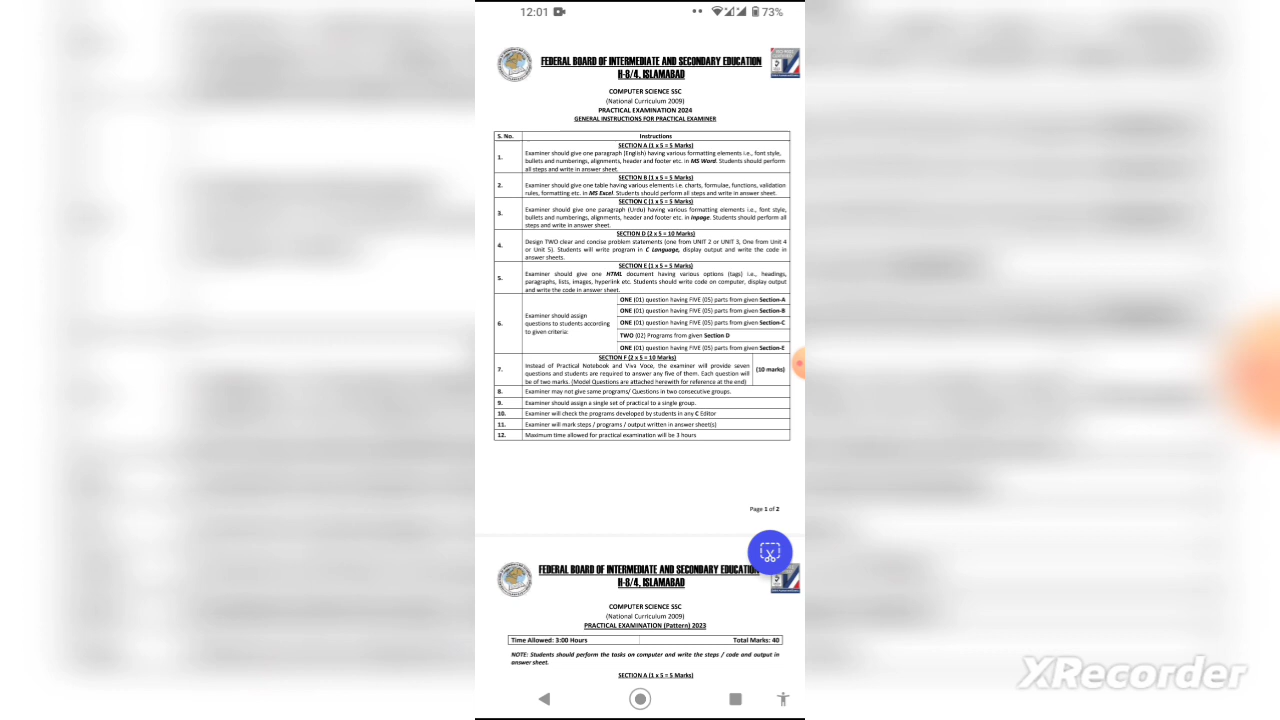 12:01 73%
FEDERAL BOARD OF INTERMEDIATE AND SECONDARY EDUCATION
H-8/4, ISLAMABAD
COMPUTER SCIENCE SSC
(National Curriculum 2009)
PRACTICAL EXAMINATION 2024
GENERAL INSTRUCTIONS FOR PRACTICAL EXAMINER
S. No. Instructions
SECTION A (1 x 5 = 5 Marks)
1. Examiner should give one paragraph (English) having various formatting elements i.e., font style,
bullets and numberings, alignments, header and footer etc. in MS Word. Students should perform
all steps and write in answer sheet.
SECTION B (1 x 5 = 5 Marks)
2. Examiner should give one table having various elements i.e. charts, formulae, functions, validation
rules, formatting etc. in MS Excel. Students should perform all steps and write in answer sheet.
SECTION C (1 x 5 = 5 Marks)
3. Examiner should give one paragraph (Urdu) having various formatting elements i.e., font style,
bullets and numberings, alignments, header and footer etc. in Inpage. Students should perform all
steps and write in answer sheet.
SECTION D (2 x 5 = 10 Marks)
4. Design TWO clear and concise problem statements (one from UNIT 2 or UNIT 3, One from Unit 4
or Unit 5). Students will write program in C Language, display output and write the code in
answer sheets.
SECTION E (1 x 5 = 5 Marks)
5. Examiner should give one HTML document having various options (tags) i.e., headings,
paragraphs, lists, images, hyperlink etc. Students should write code on computer, display output
and write the code in answer sheet.
6. Examiner should assign
questions to students according
to given criteria:
ONE (01) question having FIVE (05) parts from given Section-A
ONE (01) question having FIVE (05) parts from given Section-B
ONE (01) question having FIVE (05) parts from given Section-C
TWO (02) Programs from given Section D
ONE (01) question having FIVE (05) parts from given Section-E
SECTION F (2 x 5 = 10 Marks)
7. Instead of Practical Notebook and Viva Voce, the examiner will provide seven
questions and students are required to answer any five of them. Each question will
be of two marks. (Model Questions are attached herewith for reference at the end)
(10 marks)
8. Examiner may not give same programs/ Questions in two consecutive groups.
9. Examiner should assign a single set of practical to a single group.
10. Examiner will check the programs developed by students in any C Editor
11. Examiner will mark steps / programs / output written in answer sheet(s)
12. Maximum time allowed for practical examination will be 3 hours
Page 1 of 2
FEDERAL BOARD OF INTERMEDIATE AND SECONDARY EDUCATION
H-8/4, ISLAMABAD
COMPUTER SCIENCE SSC
(National Curriculum 2009)
PRACTICAL EXAMINATION (Pattern) 2023
Time Allowed: 3:00 Hours Total Marks: 40
NOTE: Students should perform the tasks on computer and write the steps / code and output in
answer sheet.
SECTION A (1 x 5 = 5 Marks)
XRecorder